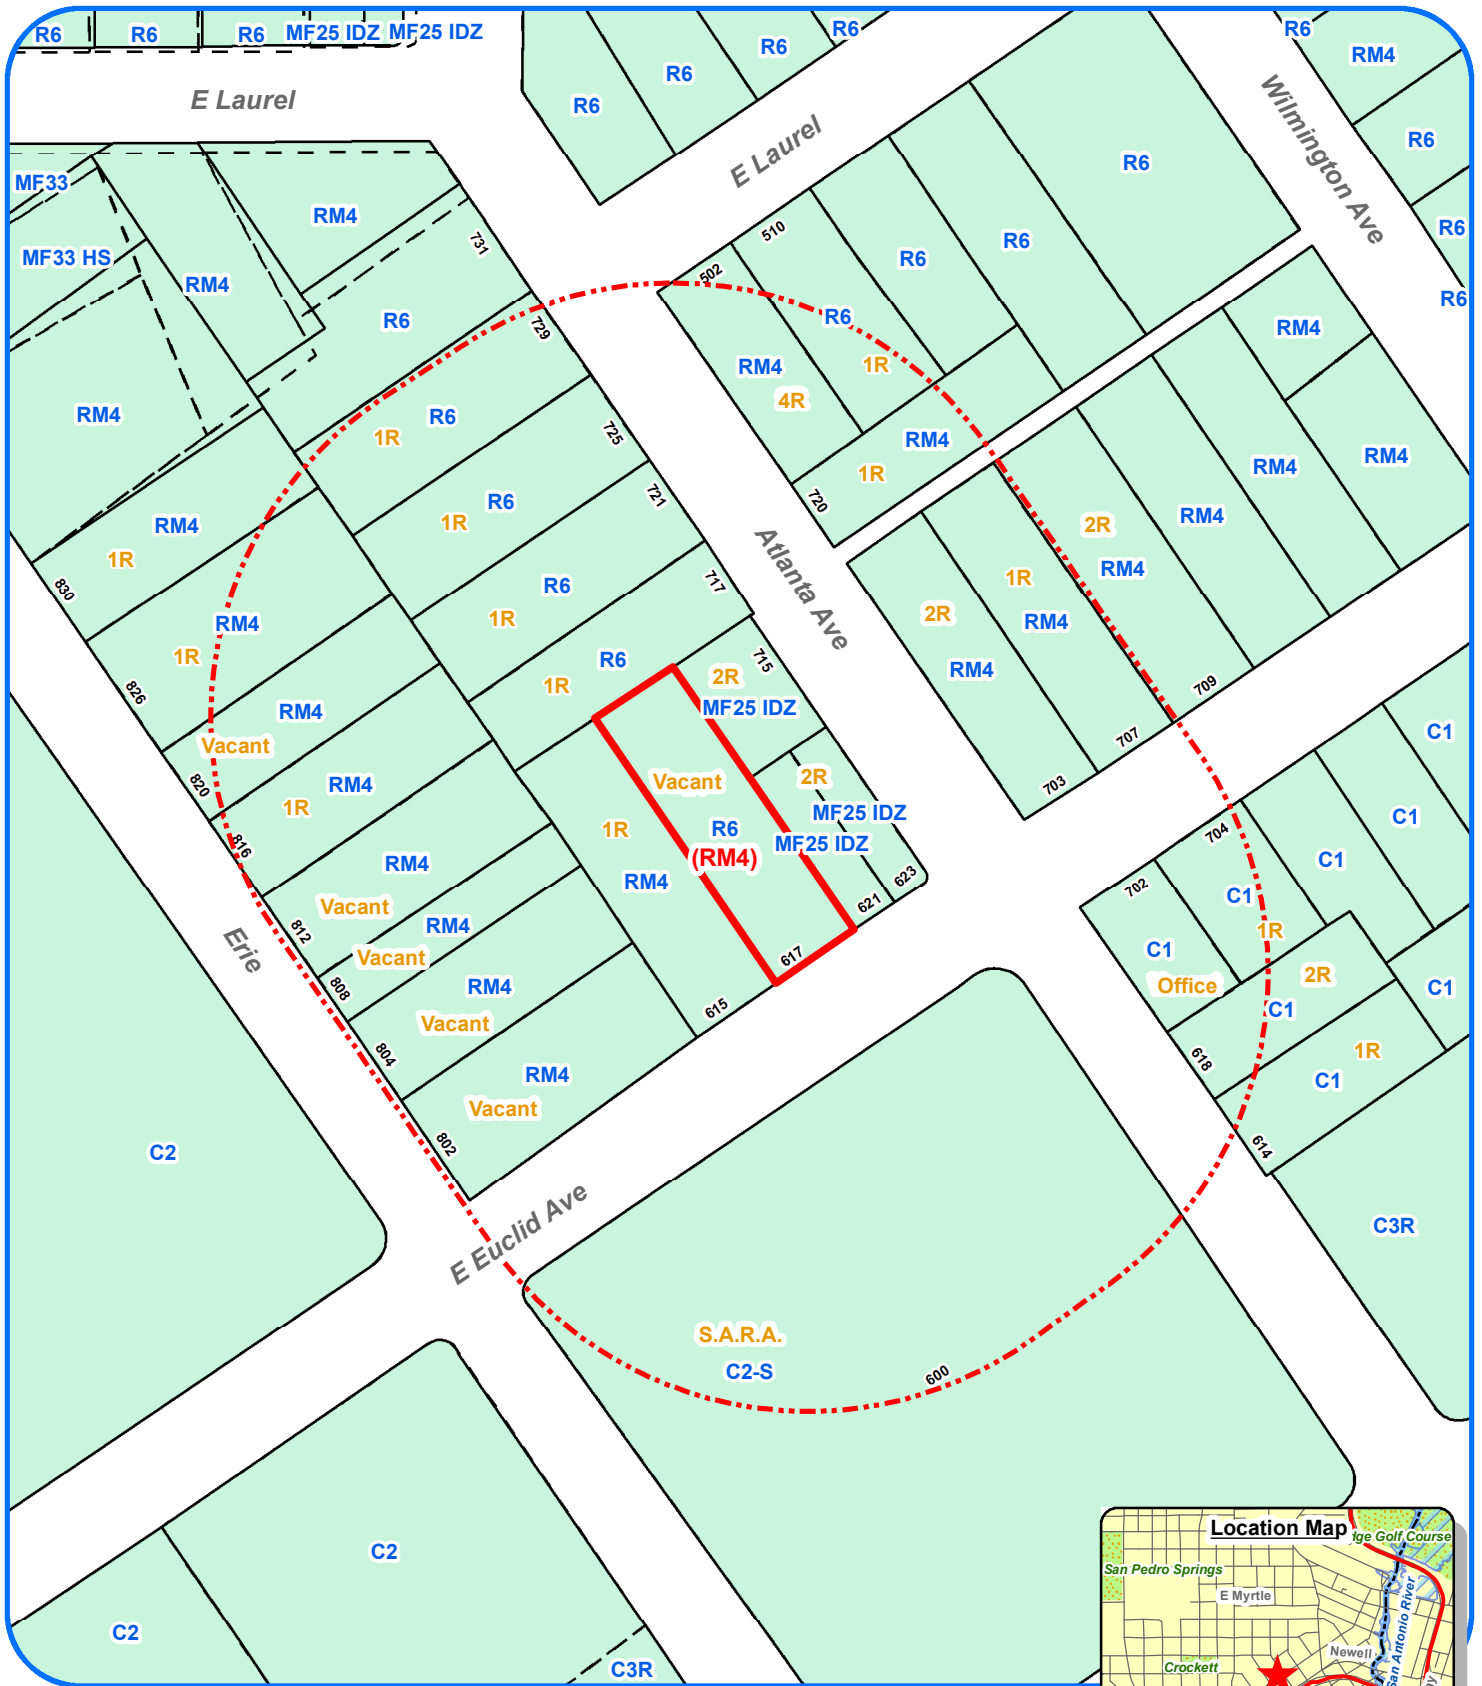 R6
R6
R6
MF25 IDZ
MF25 IDZ
R6
R6
R6
R6
R6
RM4
E Laurel
E Laurel
Wilmington Ave
R6
R6
R6
R6
MF33
MF33 HS
RM4
RM4
RM4
R6
731
729
502
510
R6
R6
R6
RM4
4R
1R
RM4
1R
720
RM4
RM4
RM4
RM4
2R
RM4
1R
RM4
2R
RM4
703
707
709
1R
R6
725
1R
R6
721
1R
R6
717
1R
R6
715
Atlanta Ave
RM4
1R
830
RM4
1R
826
RM4
Vacant
820
RM4
1R
816
RM4
Vacant
812
RM4
Vacant
808
RM4
Vacant
804
RM4
Vacant
802
Erie
2R
MF25 IDZ
Vacant
R6
(RM4)
617
1R
RM4
615
2R
MF25 IDZ
MF25 IDZ
621
623
C1
C1
C1
C1
1R
704
702
C1
Office
2R
C1
618
C1
1R
C1
614
C3R
C2
E Euclid Ave
S.A.R.A.
C2-S
600
C2
C2
C3R
Location Map
dge Golf Course
San Pedro Springs
E Myrtle
San Antonio River
Newell
Crockett